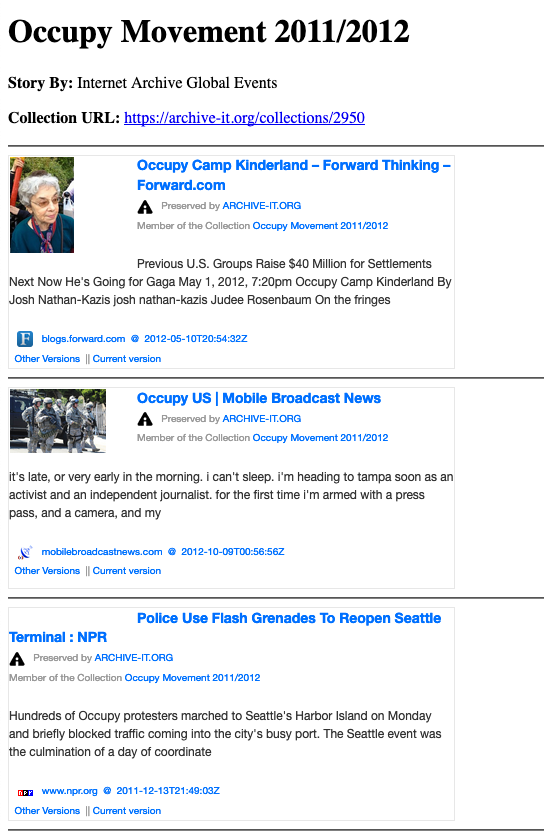 Occupy Movement 2011/2012
Story By: Internet Archive Global Events
Collection URL: https://archive-it.org/collections/2950
Occupy Camp Kinderland – Forward Thinking –
Forward.com
Preserved by ARCHIVE-IT.ORG
Member of the Collection Occupy Movement 2011/2012
Previous U.S. Groups Raise $40 Million for Settlements
Next Now He's Going for Gaga May 1, 2012, 7:20pm Occupy Camp Kinderland By
Josh Nathan-Kazis josh nathan-kazis Judee Rosenbaum On the fringes
F blogs.forward.com @ 2012-05-10T20:54:32Z
Other Versions || Current version
Occupy US | Mobile Broadcast News
Preserved by ARCHIVE-IT.ORG
Member of the Collection Occupy Movement 2011/2012
it's late, or very early in the morning. i can't sleep. i'm heading to tampa soon as an
activist and an independent journalist. for the first time i'm armed with a press
pass, and a camera, and my
mobilebroadcastnews.com @ 2012-10-09T00:56:56Z
Other Versions || Current version
Police Use Flash Grenades To Reopen Seattle
Terminal : NPR
Preserved by ARCHIVE-IT.ORG
Member of the Collection Occupy Movement 2011/2012
Hundreds of Occupy protesters marched to Seattle's Harbor Island on Monday
and briefly blocked traffic coming into the city's busy port. The Seattle event was
the culmination of a day of coordinate
npr www.npr.org @ 2011-12-13T21:49:03Z
Other Versions || Current version